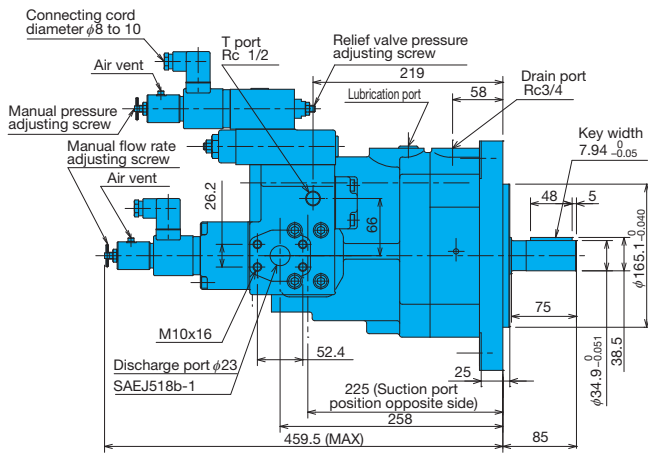 Connecting cord
diameter φ8 to 10
T port
Rc 1/2
Relief valve pressure
adjusting screw
Air vent
219
Drain port
Rc3/4
Lubrication port
58
Manual pressure
adjusting screw
Key width
7.94 0 -0.05
Manual flow rate
adjusting screw
Air vent
26.2
66
48
5
φ165.1 0 -0.040
M10x16
75
Discharge port φ23
SAEJ518b-1
52.4
25
φ34.9 0 -0.051
38.5
225 (Suction port
position opposite side)
258
459.5 (MAX)
85